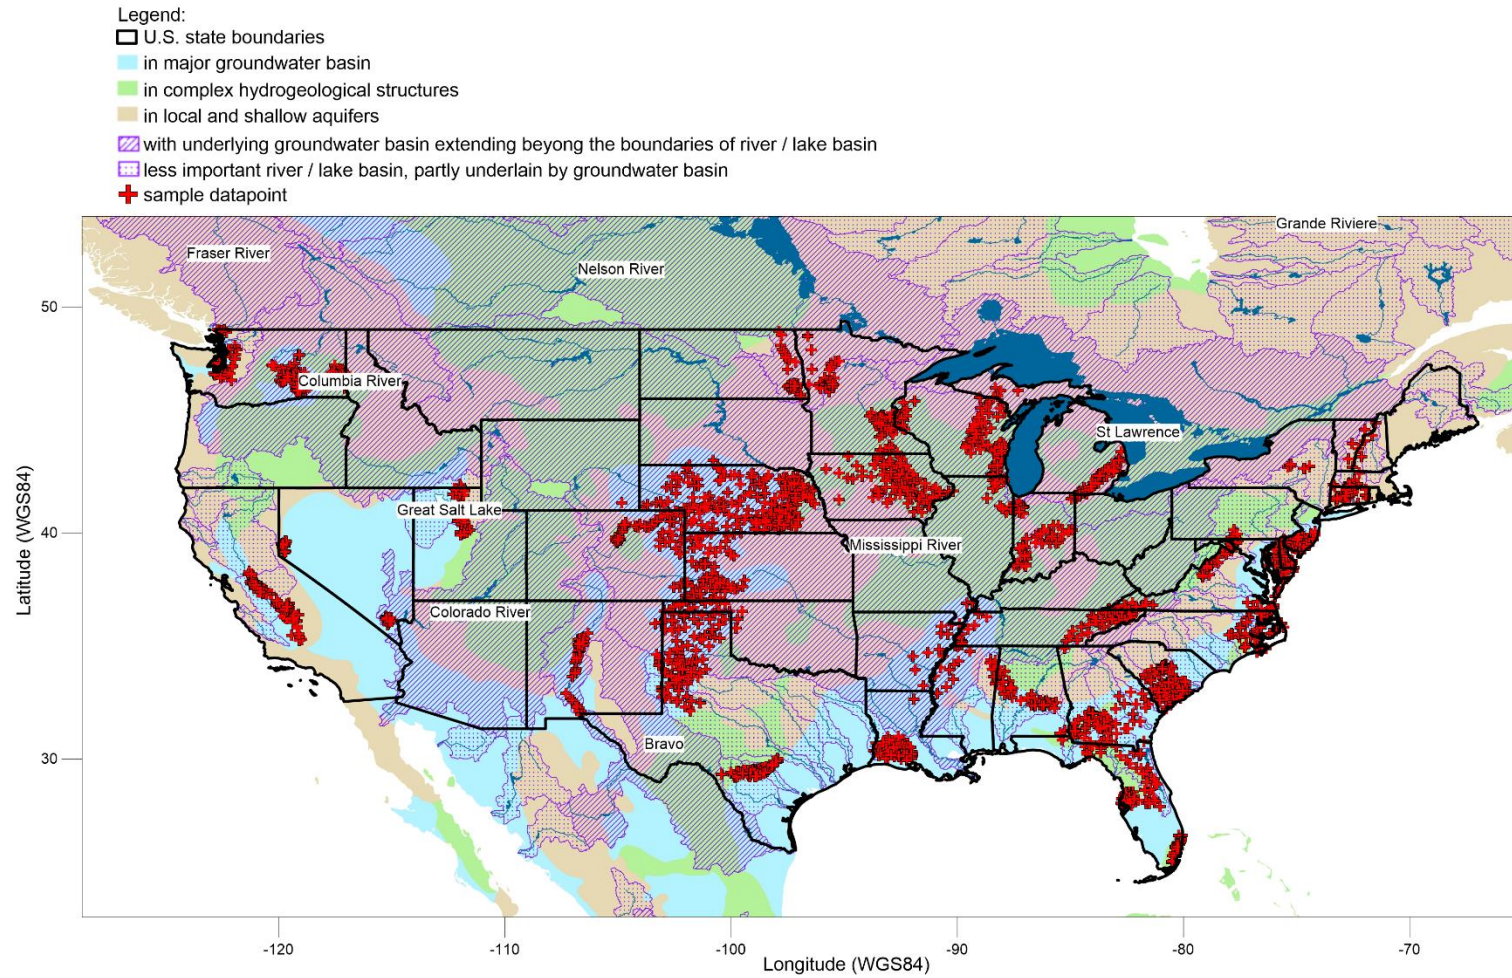 Legend:
U.S. state boundaries
in major groundwater basin
in complex hydrogeological structures
in local and shallow aquifers
with underlying groundwater basin extending beyong the boundaries of river / lake basin
less important river / lake basin, partly underlain by groundwater basin
sample datapoint
Grande Riviere
Fraser River
Nelson River
50
Columbia River
St Lawrence
Great Salt Lake
40
Mississippi River
Latitude (WGS84)
Colorado River
Bravo
30
-120
-110
-100
-90
-80
-70
Longitude (WGS84)